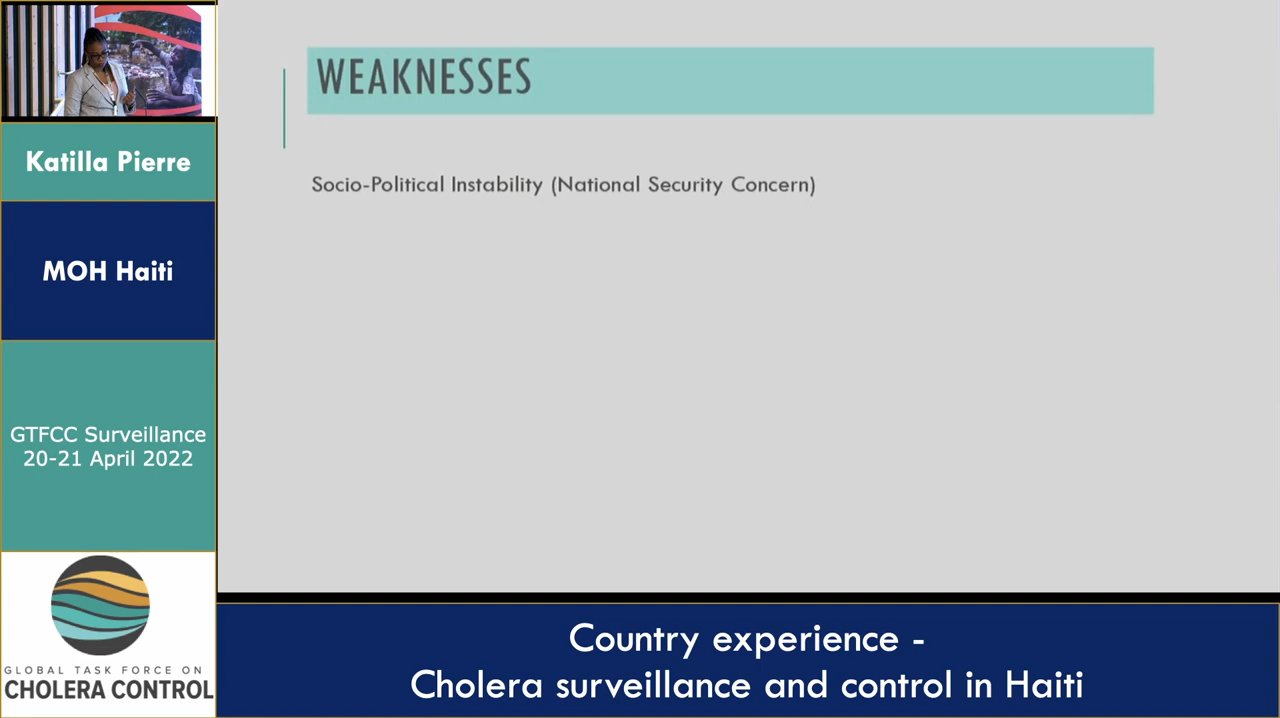 WEAKNESSES
Socio-Political Instability (National Security Concern)
Katilla Pierre
MOH Haiti
GTFCC Surveillance
20-21 April 2022
GLOBAL TASK FORCE ON
CHOLERA CONTROL
Country experience -
Cholera surveillance and control in Haiti